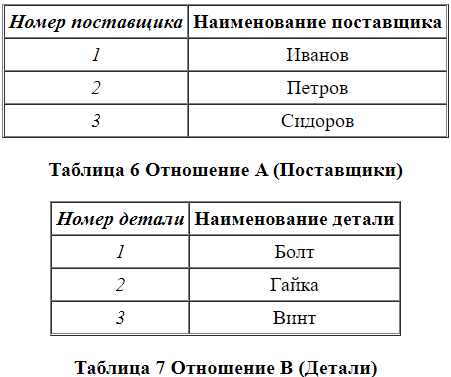 Номер поставщика Наименование поставщика
1 Иванов
2 Петров
3 Сидоров
Таблица 6 Отношение A (Поставщики)
Номер детали Наименование детали
1 Болт
2 Гайка
3 Винт
Таблица 7 Отношение B (Детали)